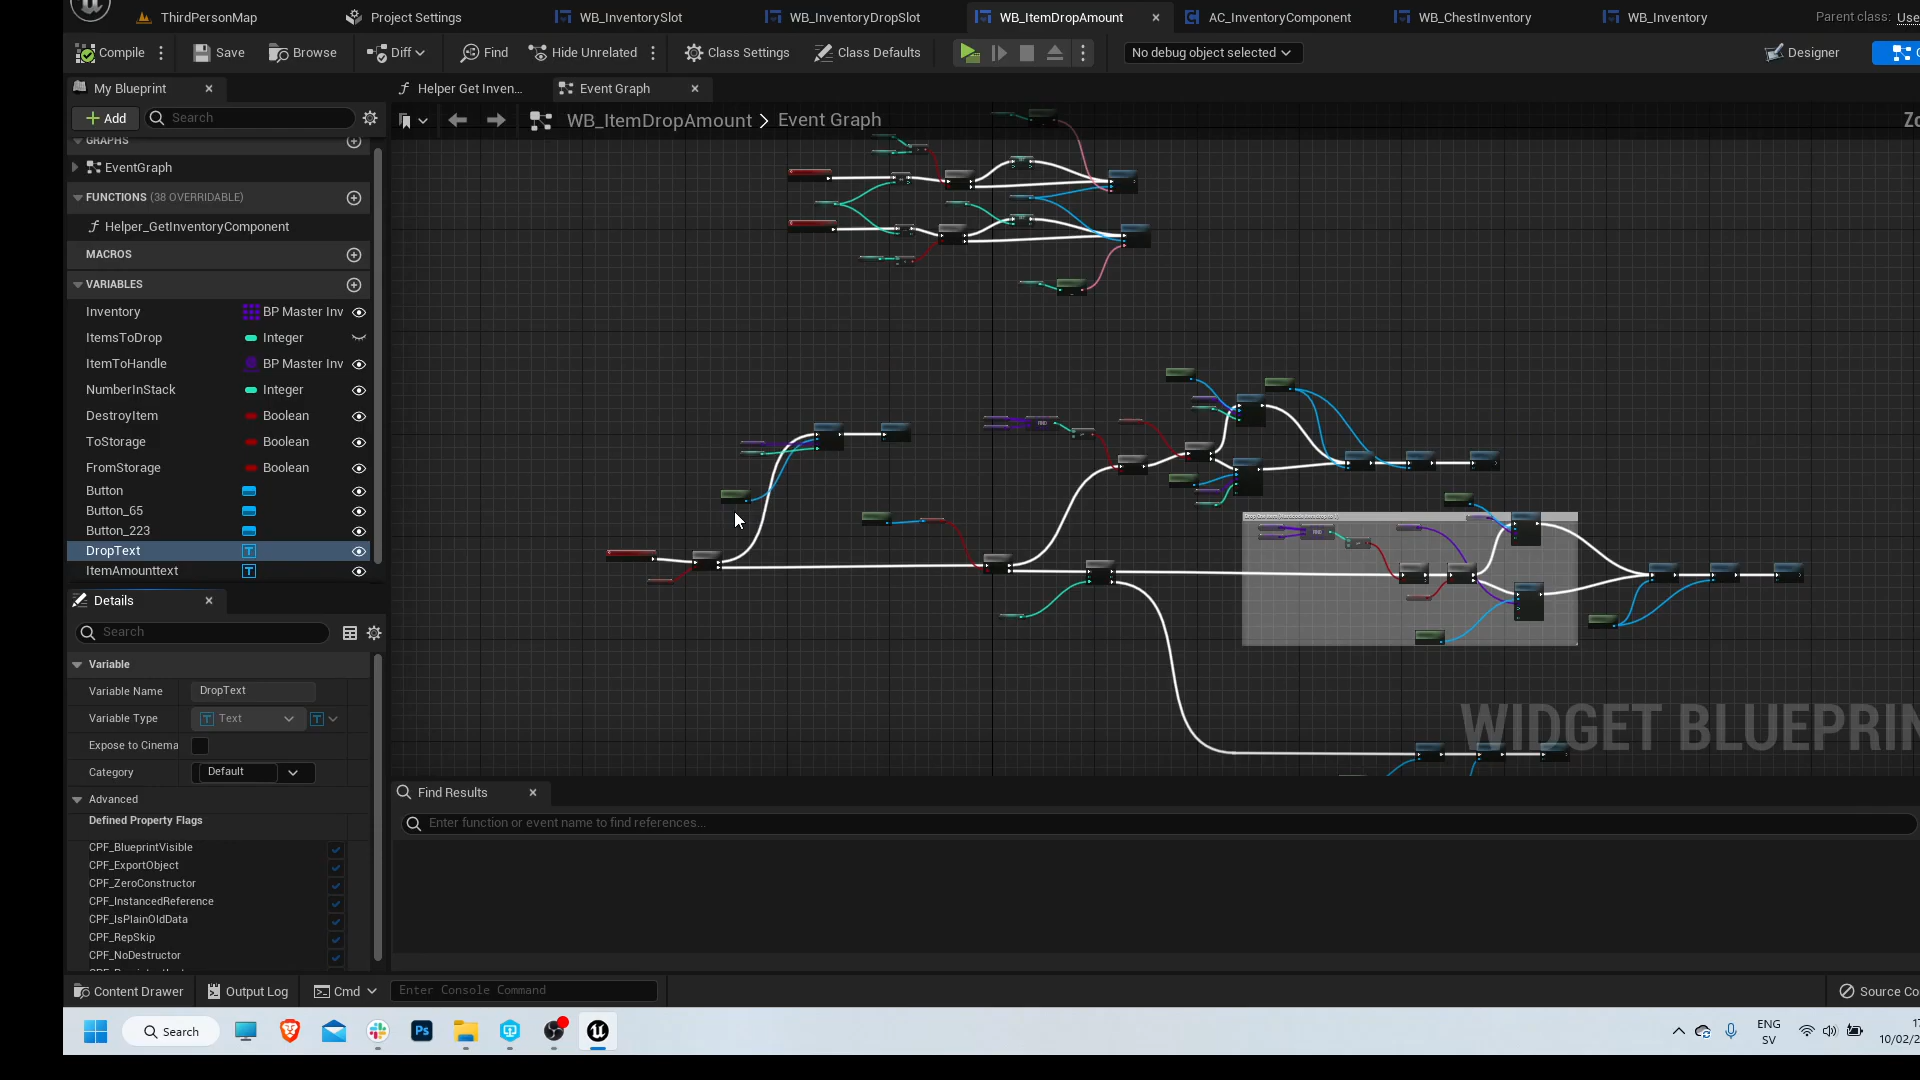 ThirdPersonMap
Project Settings
WB_InventorySlot
WB_InventoryDropSlot
WB_ItemDropAmount
AC_InventoryComponent
WB_ChestInventory
WB_Inventory
Parent class:
Compile
Save
Browse
Diff
Find
Hide Unrelated
Class Settings
Class Defaults
No debug object selected
Designer
My Blueprint
Helper Get Inven...
Event Graph
Add
Search
WB_ItemDropAmount > Event Graph
GRAPHS
EventGraph
FUNCTIONS (38 OVERRIDABLE)
Helper_GetInventoryComponent
MACROS
VARIABLES
Inventory
BP Master Inv
ItemsToDrop
Integer
ItemToHandle
BP Master Inv
NumberInStack
Integer
DestroyItem
Boolean
ToStorage
Boolean
FromStorage
Boolean
Button
Button_65
Button_223
DropText
ItemAmounttext
FIND
FIND
WIDGET BLUEPRIN
Details
Search
Variable
Variable Name
DropText
Variable Type
Text
Expose to Cinema
Category
Default
Advanced
Defined Property Flags
CPF_BlueprintVisible
CPF_ExportObject
CPF_ZeroConstructor
CPF_InstancedReference
CPF_IsPlainOldData
CPF_RepSkip
CPF_NoDestructor
Find Results
Enter function or event name to find references...
Content Drawer
Output Log
Cmd
Enter Console Command
Source Co
Search
Ps
ENG
SV
10/02/2